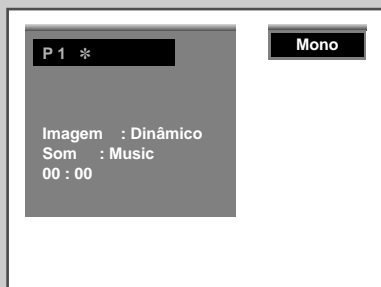 P 1 ✻
Mono
Imagem : Dinâmico
Som : Music
00 : 00